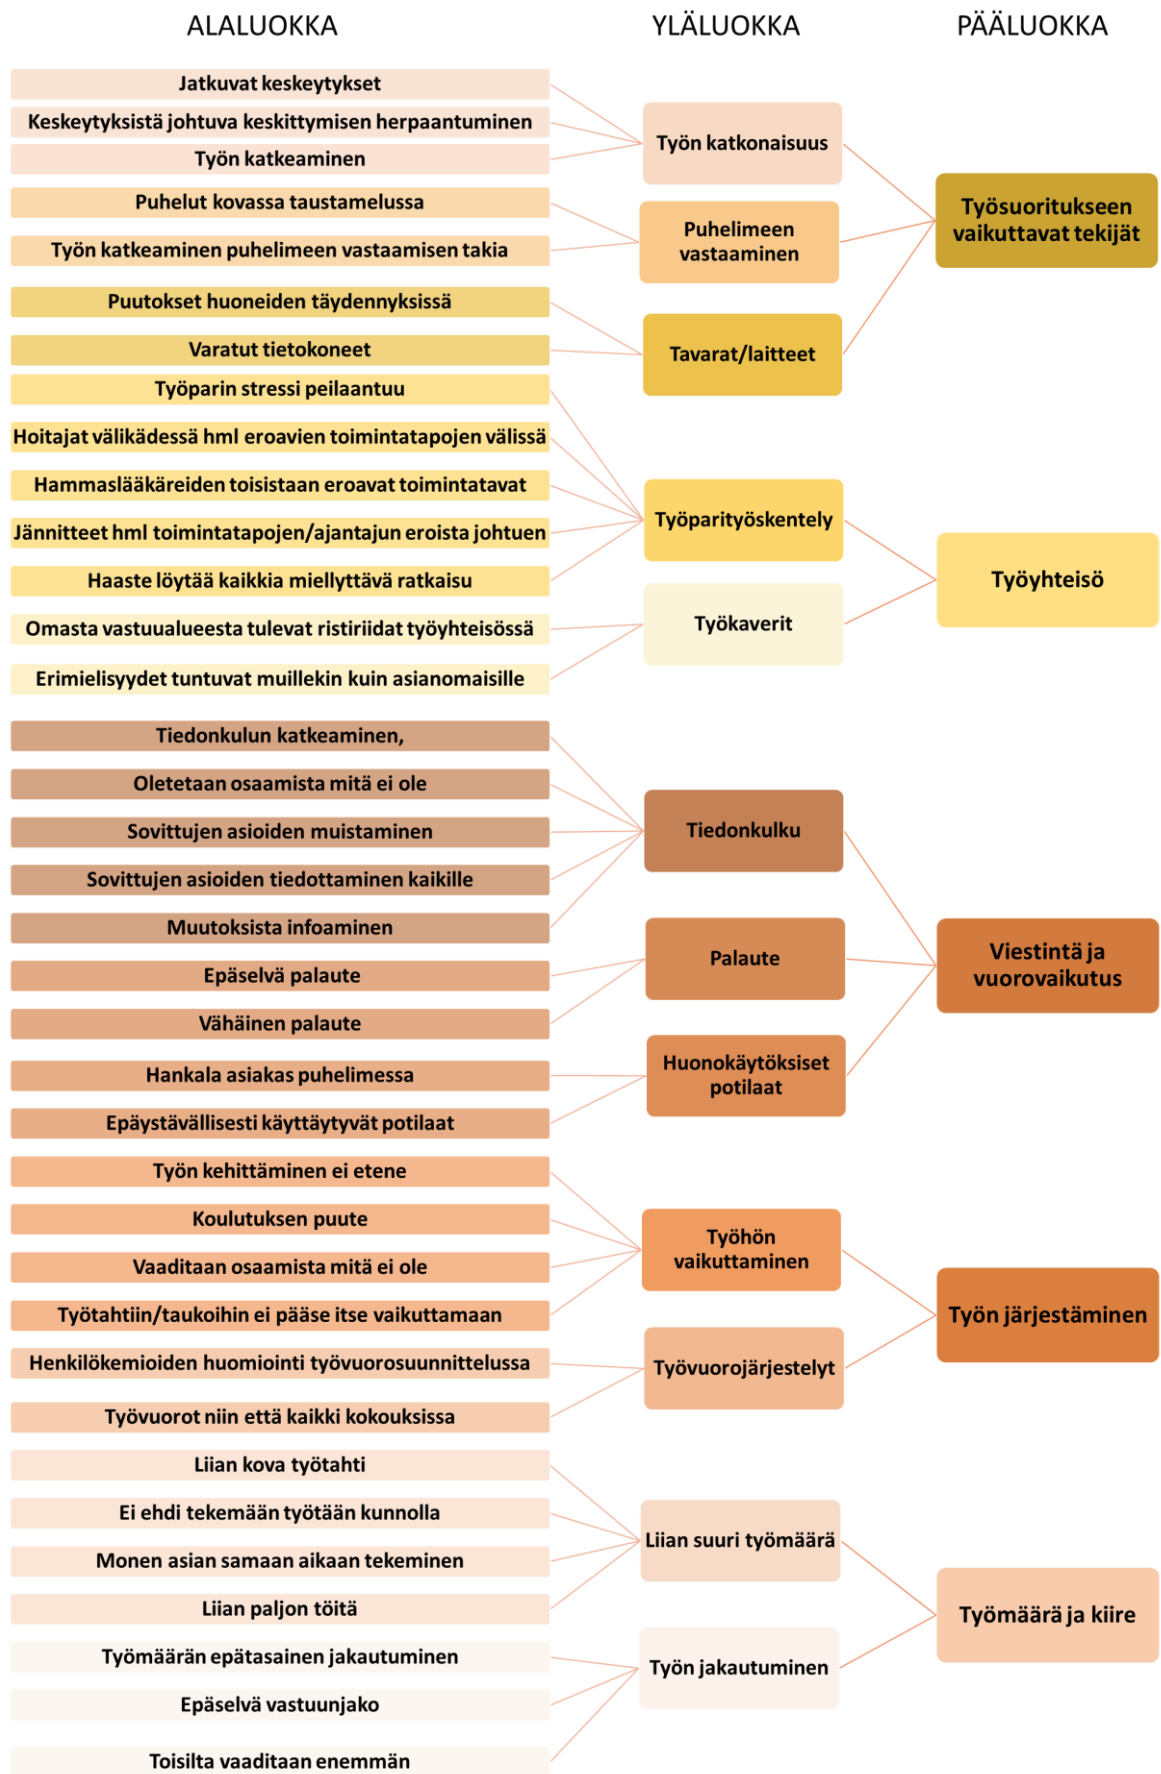 ALALUOKKA
YLÄLUOKKA
PÄÄLUOKKA
Jatkuvat keskeytykset
Keskeytyksistä johtuva keskittymisen herpaantuminen
Työn katkeaminen
Työn katkonaisuus
Puhelut kovassa taustamelussa
Työn katkeaminen puhelimeen vastaamisen takia
Puhelimeen
vastaaminen
Puutokset huoneiden täydennyksissä
Varatut tietokoneet
Tavarat/laitteet
Työsuoritukseen
vaikuttavat tekijät
Työparin stressi peilaantuu
Hoitajat välikädessä hml eroavien toimintatapojen välissä
Hammaslääkäreiden toisistaan eroavat toimintatavat
Jännitteet hml toimintatapojen/ajantajun eroista johtuen
Haaste löytää kaikkia miellyttävä ratkaisu
Työparityöskentely
Omasta vastuualueesta tulevat ristiriidat työyhteisössä
Erimielisyydet tuntuvat muillekin kuin asianomaisille
Työkaverit
Työyhteisö
Tiedonkulun katkeaminen,
Oletetaan osaamista mitä ei ole
Sovittujen asioiden muistaminen
Sovittujen asioiden tiedottaminen kaikille
Muutoksista infoaminen
Tiedonkulku
Epäselvä palaute
Vähäinen palaute
Palaute
Hankala asiakas puhelimessa
Epäystävällisesti käyttäytyvät potilaat
Huonokäytöksiset
potilaat
Viestintä ja
vuorovaikutus
Työn kehittäminen ei etene
Koulutuksen puute
Vaaditaan osaamista mitä ei ole
Työtahtiin/taukoihin ei pääse itse vaikuttamaan
Työhön
vaikuttaminen
Henkilökemioiden huomiointi työvuorosuunnittelussa
Työvuorot niin että kaikki kokouksissa
Työvuorojärjestelyt
Työn järjestäminen
Liian kova työtahti
Ei ehdi tekemään työtään kunnolla
Monen asian samaan aikaan tekeminen
Liian paljon töitä
Liian suuri työmäärä
Työmäärän epätasainen jakautuminen
Epäselvä vastuunjako
Toisilta vaaditaan enemmän
Työn jakautuminen
Työmäärä ja kiire